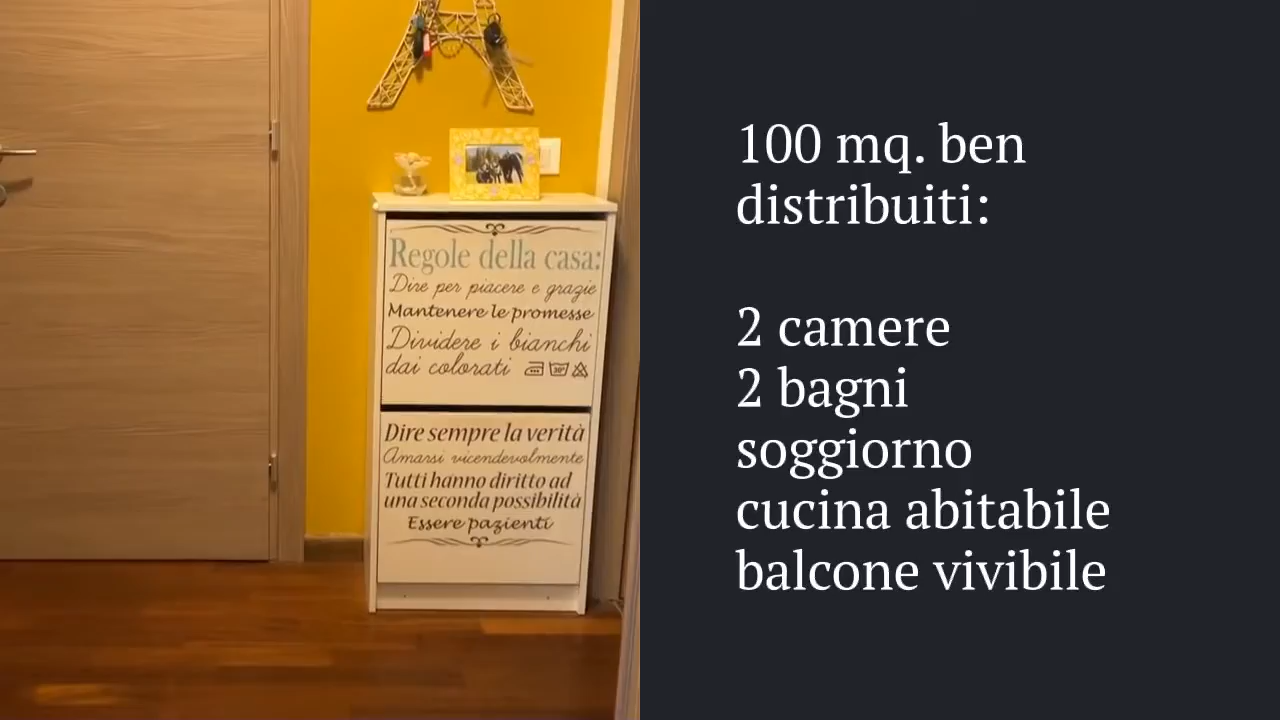 Regole della casa:
Dire per piacere e grazie
Mantenere le promesse
Dividere i bianchi
dai colorati
Dire sempre la verità
Amarsi vicendevolmente
Tutti hanno diritto ad
una seconda possibilità
Essere pazienti
100 mq. ben
distribuiti:
2 camere
2 bagni
soggiorno
cucina abitabile
balcone vivibile